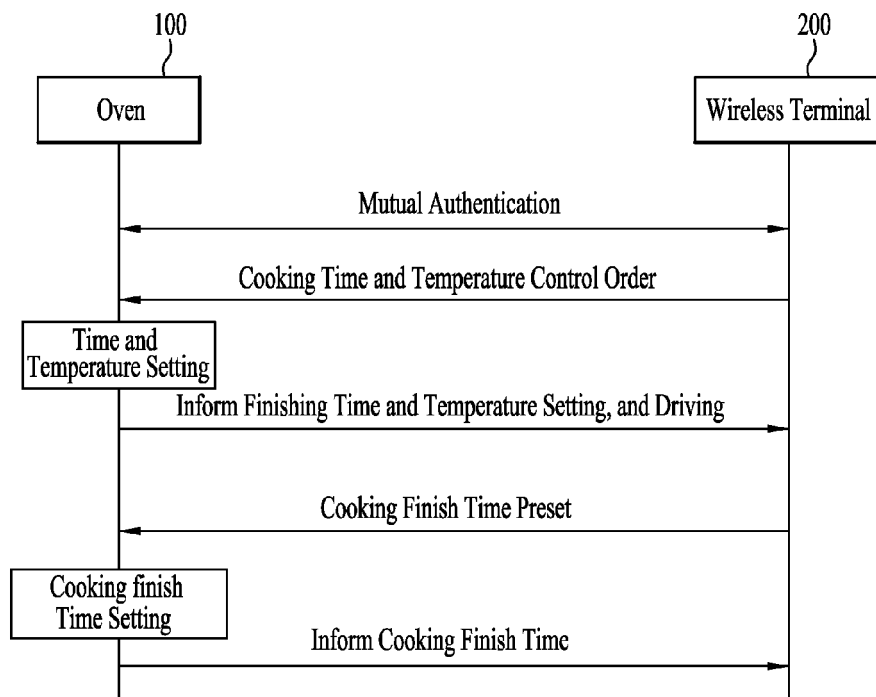 100
200
Oven
Wireless Terminal
Mutual Authentication
Cooking Time and Temperature Control Order
Time and
Temperature Setting
Inform Finishing Time and Temperature Setting, and Driving
Cooking Finish Time Preset
Cooking finish
Time Setting
Inform Cooking Finish Time